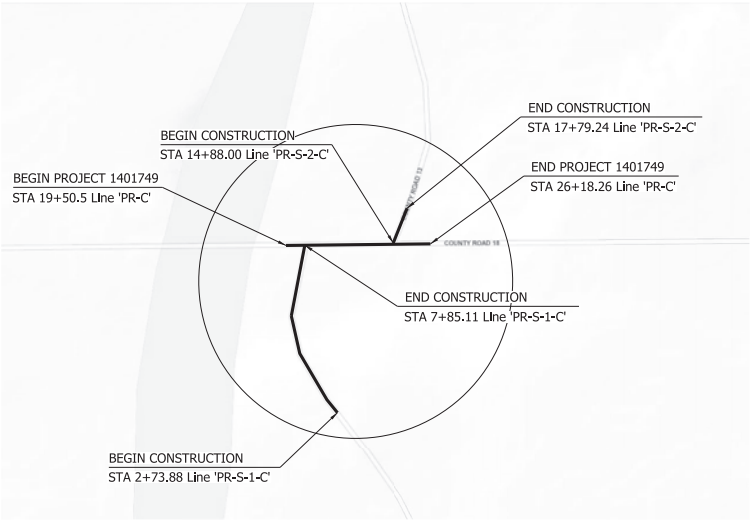 END CONSTRUCTION
STA 17+79.24 Line 'PR-S-2-C'
BEGIN CONSTRUCTION
STA 14+88.00 Line 'PR-S-2-C'
END PROJECT 1401749
STA 26+18.26 Line 'PR-C'
BEGIN PROJECT 1401749
STA 19+50.5 Line 'PR-C'
COUNTY ROAD 12
COUNTY ROAD 18
END CONSTRUCTION
STA 7+85.11 Line 'PR-S-1-C'
BEGIN CONSTRUCTION
STA 2+73.88 Line 'PR-S-1-C'